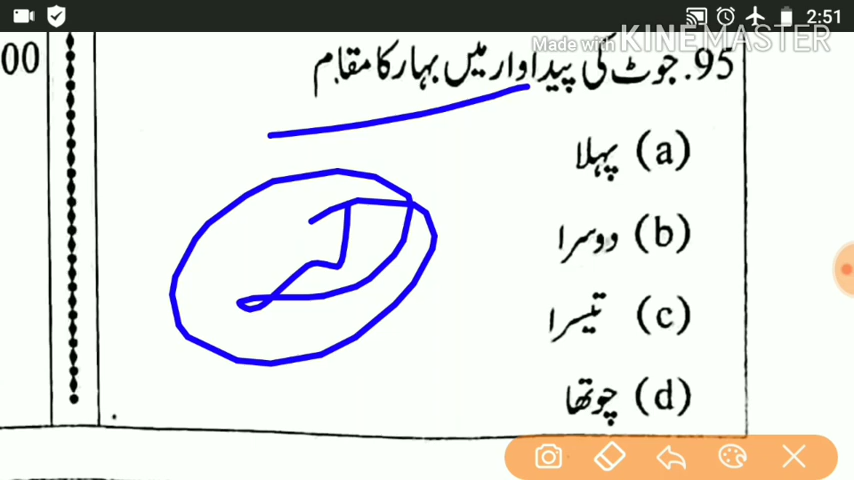 2:51
Made with KINEMASTER
00
95. جوٹ کی پیداوار میں بہار کا مقام
(a) پہلا
(b) دوسرا
(c) تیسرا
(d) چوتھا